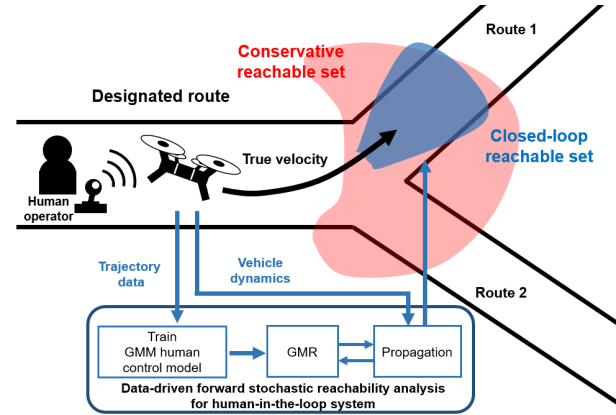 Route 1
Conservative
reachable set
Designated route
Closed-loop
reachable set
True velocity
Human
operator
Trajectory
data
Vehicle
dynamics
Route 2
Train
GMM human
control model
GMR
Propagation
Data-driven forward stochastic reachability analysis
for human-in-the-loop system